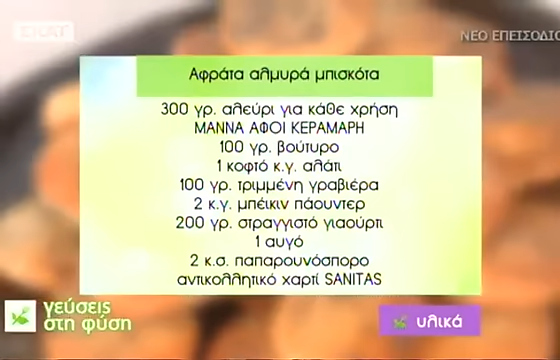 ΣΚΑΪ
ΝΕΟ ΕΠΕΙΣΟΔΙΟ
Αφράτα αλμυρά μπισκότα
300 γρ. αλεύρι για κάθε χρήση
ΜΑΝΝΑ ΑΦΟΙ ΚΕΡΑΜΑΡΗ
100 γρ. βούτυρο
1 κοφτό κ.γ. αλάτι
100 γρ. τριμμένη γραβιέρα
2 κ.γ. μπέικιν πάουντερ
200 γρ. στραγγιστό γιαούρτι
1 αυγό
2 κ.σ. παπαρουνόσπορο
αντικολλητικό χαρτί SANITAS
γεύσεις
στη φύση
υλικά